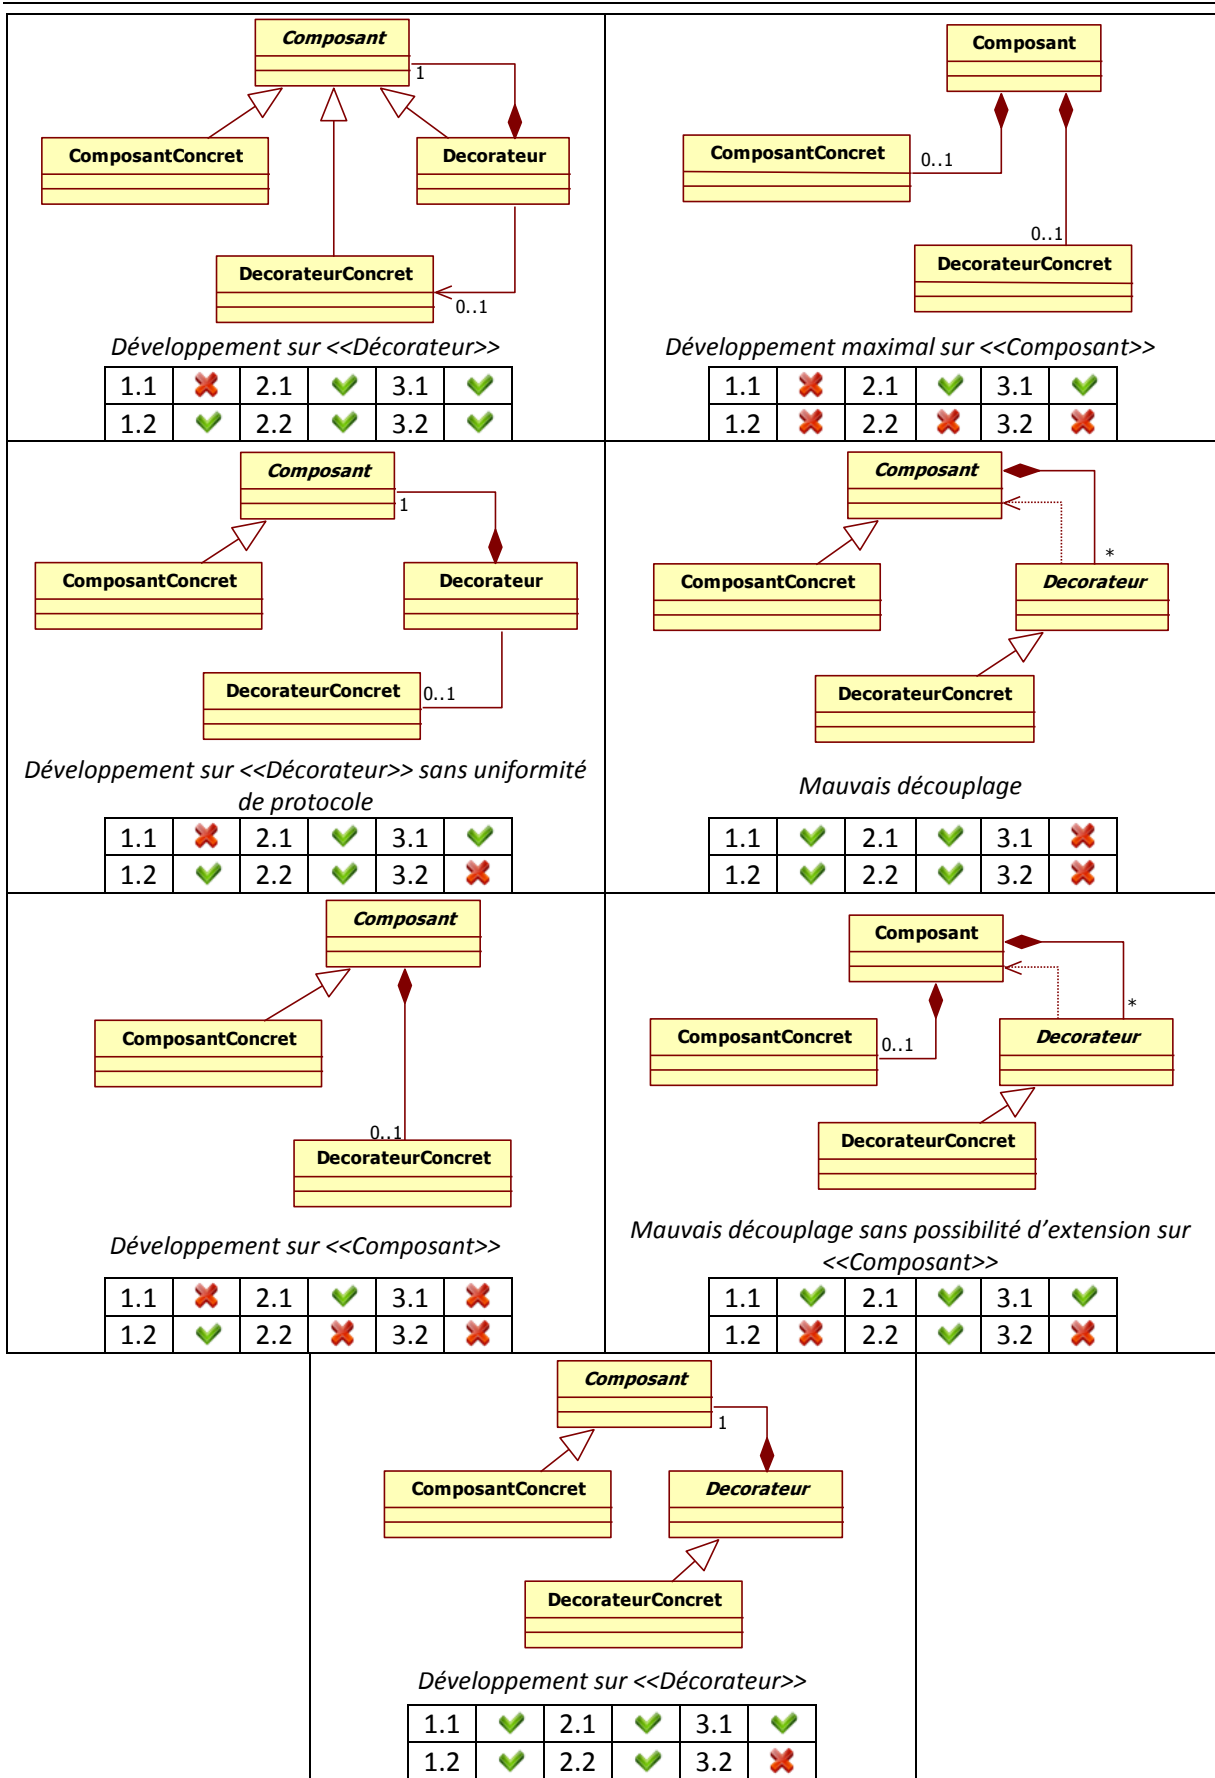 Composant
1
ComposantConcret
Decorateur
DecorateurConcret
0..1
Développement sur <<Décorateur>>
1.1 ✖ 2.1 ✔ 3.1 ✔
1.2 ✔ 2.2 ✔ 3.2 ✔
Composant
ComposantConcret
0..1
0..1
DecorateurConcret
Développement maximal sur <<Composant>>
1.1 ✖ 2.1 ✔ 3.1 ✔
1.2 ✖ 2.2 ✖ 3.2 ✖
Composant
1
ComposantConcret
Decorateur
DecorateurConcret
0..1
Développement sur <<Décorateur>> sans uniformité
de protocole
1.1 ✖ 2.1 ✔ 3.1 ✔
1.2 ✔ 2.2 ✔ 3.2 ✖
Composant
*
ComposantConcret
Decorateur
DecorateurConcret
Mauvais découplage
1.1 ✔ 2.1 ✔ 3.1 ✖
1.2 ✔ 2.2 ✔ 3.2 ✖
Composant
ComposantConcret
0..1
DecorateurConcret
Développement sur <<Composant>>
1.1 ✖ 2.1 ✔ 3.1 ✖
1.2 ✔ 2.2 ✖ 3.2 ✖
Composant
*
ComposantConcret
0..1
Decorateur
DecorateurConcret
Mauvais découplage sans possibilité d'extension sur
<<Composant>>
1.1 ✔ 2.1 ✔ 3.1 ✔
1.2 ✖ 2.2 ✔ 3.2 ✖
Composant
1
ComposantConcret
Decorateur
DecorateurConcret
Développement sur <<Décorateur>>
1.1 ✔ 2.1 ✔ 3.1 ✔
1.2 ✔ 2.2 ✔ 3.2 ✖